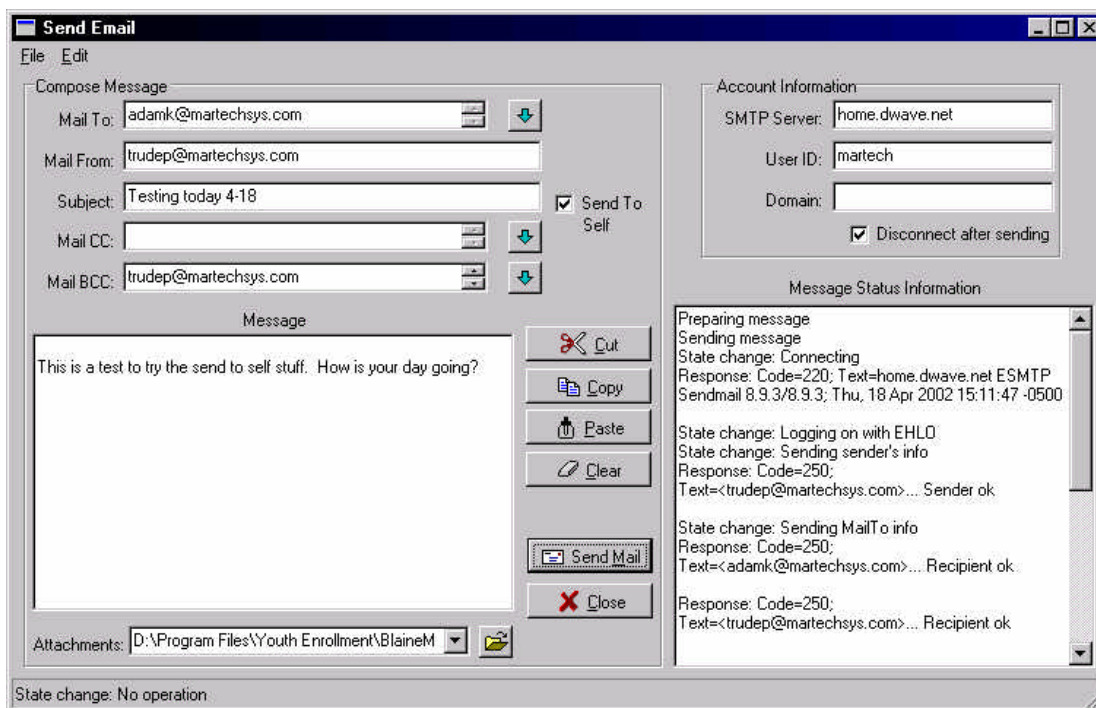 Send Email
File Edit
Compose Message
Mail To: adamk@martechsys.com
Mail From: trudep@martechsys.com
Subject: Testing today 4-18
Send To
Self
Mail CC:
Mail BCC: trudep@martechsys.com
Message
This is a test to try the send to self stuff. How is your day going?
Cut
Copy
Paste
Clear
Send Mail
Close
Attachments: D:\Program Files\Youth Enrollment\BlaineM
Account Information
SMTP Server: home.dwave.net
User ID: martech
Domain:
Disconnect after sending
Message Status Information
Preparing message
Sending message
State change: Connecting
Response: Code=220; Text=home.dwave.net ESMTP
Sendmail 8.9.3/8.9.3; Thu, 18 Apr 2002 15:11:47 -0500
State change: Logging on with EHLO
State change: Sending sender's info
Response: Code=250;
Text=<trudep@martechsys.com>... Sender ok
State change: Sending MailTo info
Response: Code=250;
Text=<adamk@martechsys.com>... Recipient ok
Response: Code=250;
Text=<trudep@martechsys.com>... Recipient ok
State change: No operation